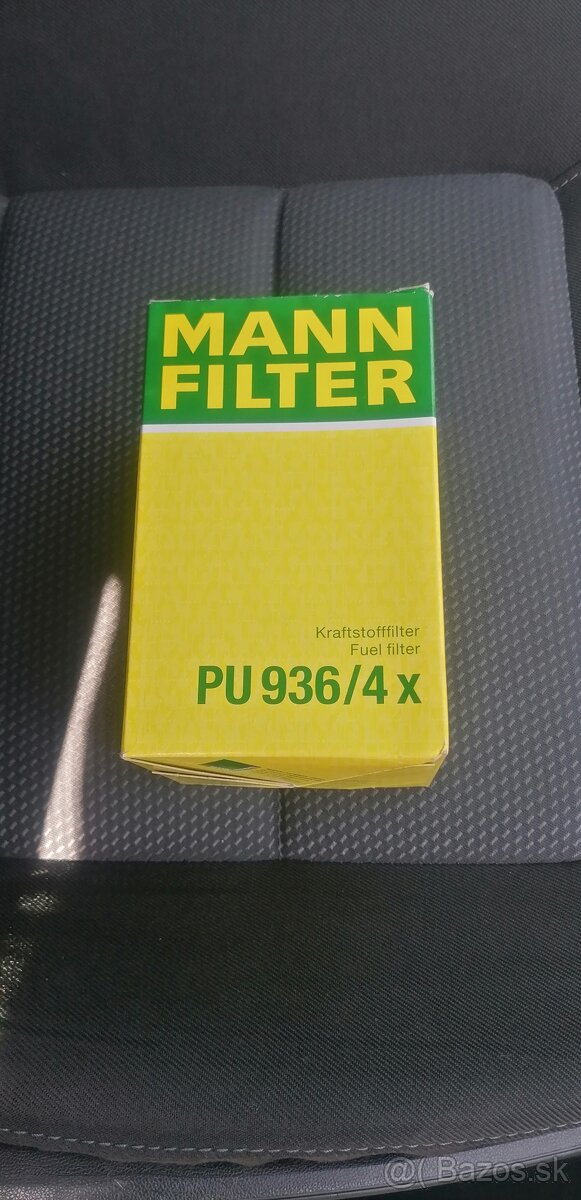 MANN
FILTER
Kraftstofffilter
Fuel filter
PU 936/4 x
@( Bazos.sk